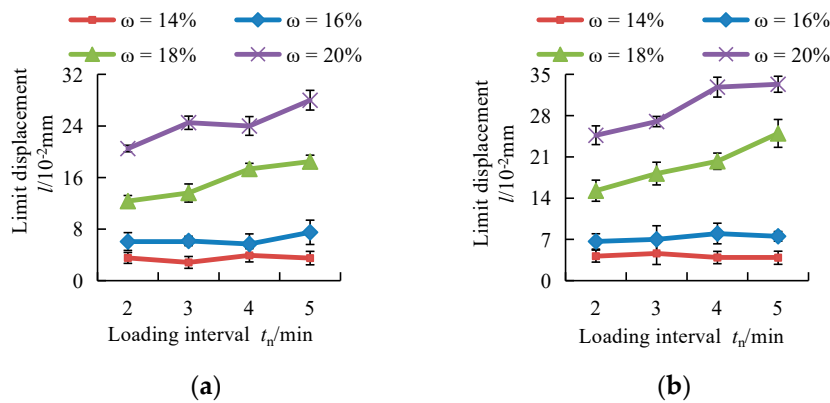 ω = 14%
ω = 16%
ω = 18%
ω = 20%
32
24
16
8
0
Limit displacement
l/10⁻²mm
2 3 4 5
Loading interval tₙ/min
(a)
ω = 14%
ω = 16%
ω = 18%
ω = 20%
35
28
21
14
7
0
Limit displacement
l/10⁻²mm
2 3 4 5
Loading interval tₙ/min
(b)